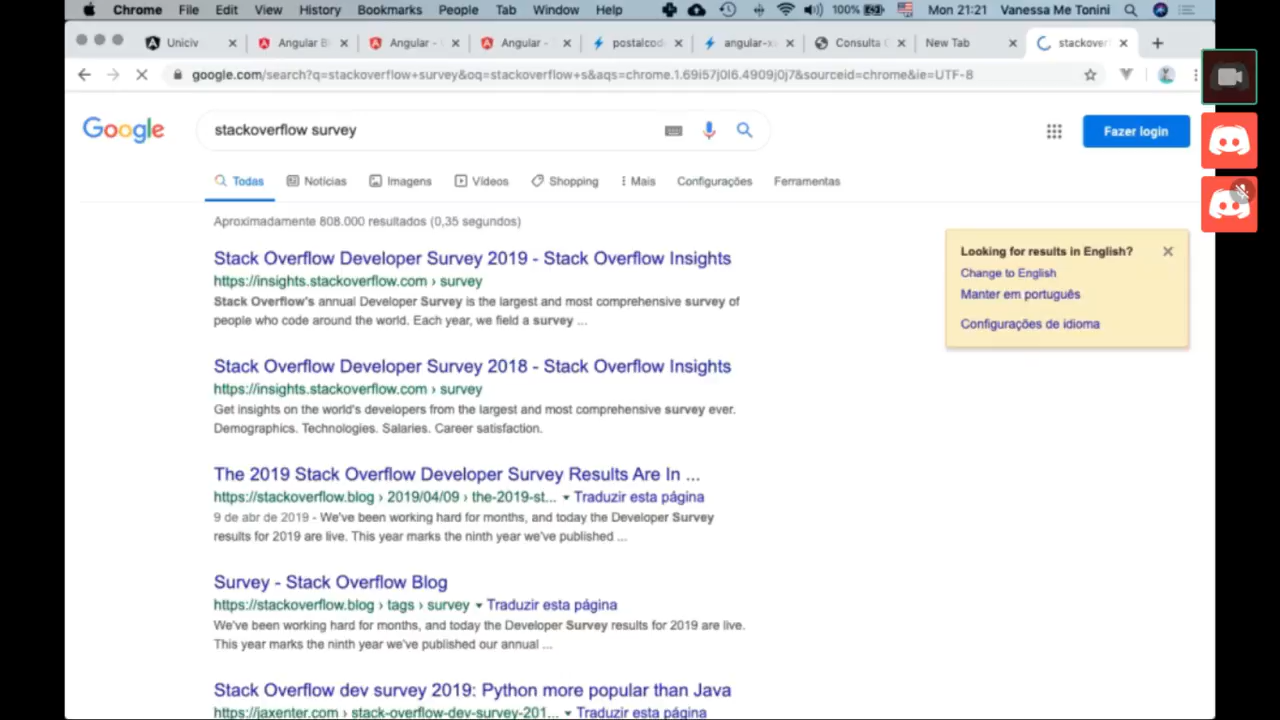 Chrome File Edit View History Bookmarks People Tab Window Help 100% Mon 21:21 Vanessa Me Tonini
Univiv Angular Angular - Angular - postalcod angular-x Consulta New Tab stackover
google.com/search?q=stackoverflow+survey&oq=stackoverflow+s&aqs=chrome.1.69i57j0l6.4909j0j7&sourceid=chrome&ie=UTF-8
Google stackoverflow survey Fazer login
Todas Notícias Imagens Vídeos Shopping Mais Configurações Ferramentas
Aproximadamente 808.000 resultados (0,35 segundos)
Stack Overflow Developer Survey 2019 - Stack Overflow Insights
https://insights.stackoverflow.com › survey
Stack Overflow's annual Developer Survey is the largest and most comprehensive survey of
people who code around the world. Each year, we field a survey ...
Looking for results in English?
Change to English
Manter em português
Configurações de idioma
Stack Overflow Developer Survey 2018 - Stack Overflow Insights
https://insights.stackoverflow.com › survey
Get insights on the world's developers from the largest and most comprehensive survey ever.
Demographics. Technologies. Salaries. Career satisfaction.
The 2019 Stack Overflow Developer Survey Results Are In ...
https://stackoverflow.blog › 2019/04/09 › the-2019-st... Traduzir esta página
9 de abr de 2019 - We've been working hard for months, and today the Developer Survey
results for 2019 are live. This year marks the ninth year we've published ...
Survey - Stack Overflow Blog
https://stackoverflow.blog › tags › survey Traduzir esta página
We've been working hard for months, and today the Developer Survey results for 2019 are live.
This year marks the ninth year we've published our annual ...
Stack Overflow dev survey 2019: Python more popular than Java
https://jaxenter.com › stack-overflow-dev-survey-201... Traduzir esta página